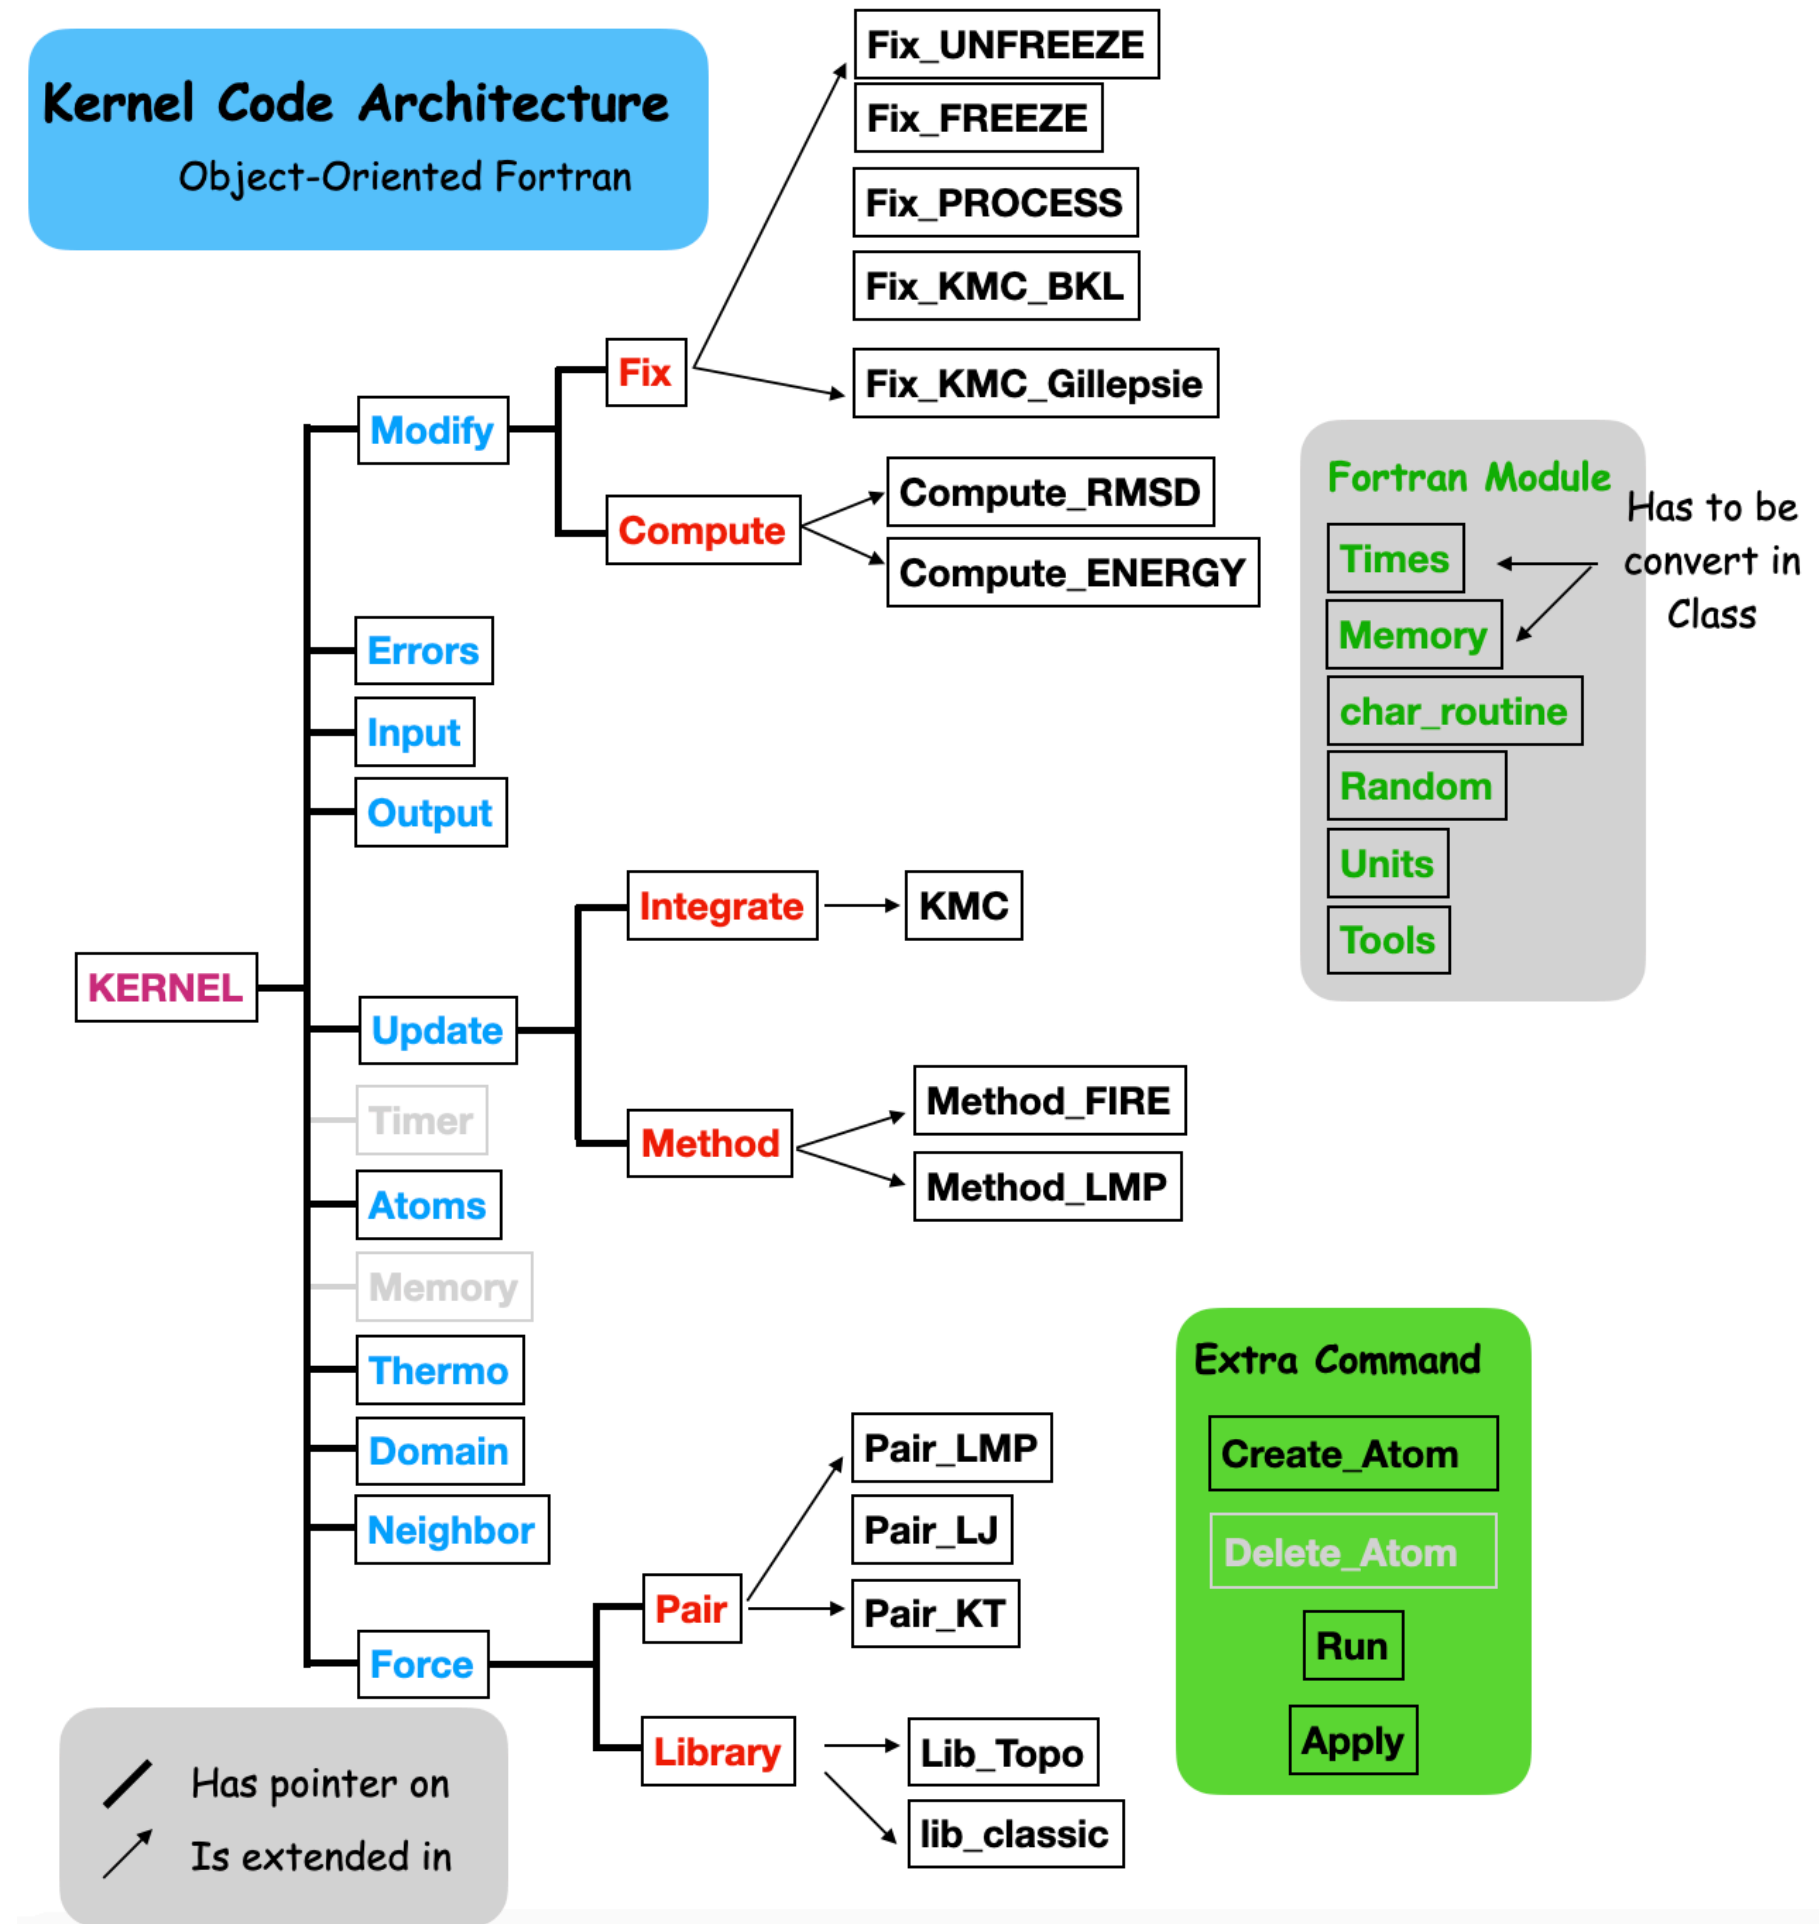 Kernel Code Architecture
Object-Oriented Fortran
Fix_UNFREEZE
Fix_FREEZE
Fix_PROCESS
Fix_KMC_BKL
Fix_KMC_Gillepsie
Fix
Modify
Compute
Compute_RMSD
Compute_ENERGY
Errors
Input
Output
Integrate
KMC
KERNEL
Update
Timer
Method
Method_FIRE
Method_LMP
Atoms
Memory
Thermo
Domain
Neighbor
Pair
Pair_LMP
Pair_LJ
Pair_KT
Force
Library
Lib_Topo
lib_classic
Fortran Module
Times
Memory
char_routine
Random
Units
Tools
Has to be
convert in
Class
Extra Command
Create_Atom
Delete_Atom
Run
Apply
Has pointer on
Is extended in